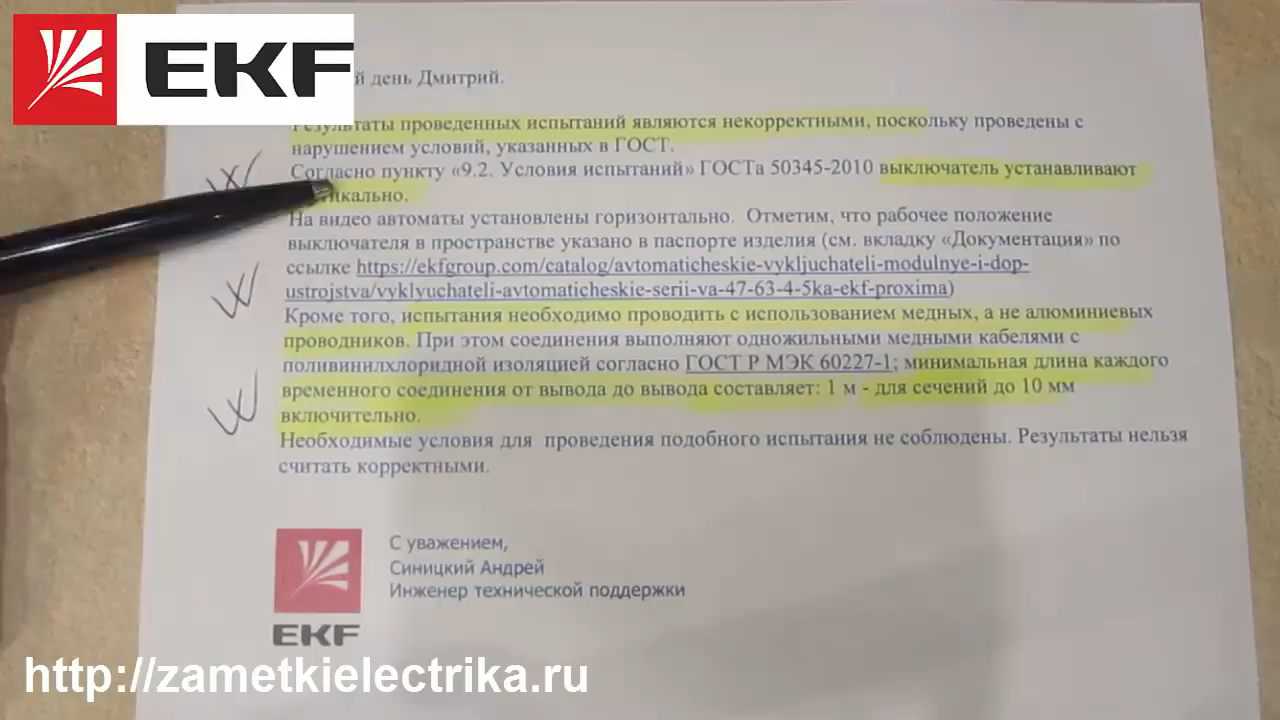 EKF
й день Дмитрий.
Результаты проведенных испытаний являются некорректными, поскольку проведены с
нарушением условий, указанных в ГОСТ.
Согласно пункту «9.2. Условия испытаний» ГОСТа 50345-2010 выключатель устанавливают
тикально.
На видео автоматы установлены горизонтально. Отметим, что рабочее положение
выключателя в пространстве указано в паспорте изделия (см. вкладку «Документация» по
ссылке https://ekfgroup.com/catalog/avtomaticheskie-vykljuchateli-modulnye-i-dop-
ustrojstva/vyklyuchateli-avtomaticheskie-serii-va-47-63-4-5ka-ekf-proxima)
Кроме того, испытания необходимо проводить с использованием медных, а не алюминиевых
проводников. При этом соединения выполняют одножильными медными кабелями с
поливинилхлоридной изоляцией согласно ГОСТ Р МЭК 60227-1; минимальная длина каждого
временного соединения от вывода до вывода составляет: 1 м - для сечений до 10 мм
включительно.
Необходимые условия для проведения подобного испытания не соблюдены. Результаты нельзя
считать корректными.
С уважением,
Синицкий Андрей
Инженер технической поддержки
EKF
http://zametkielectrika.ru